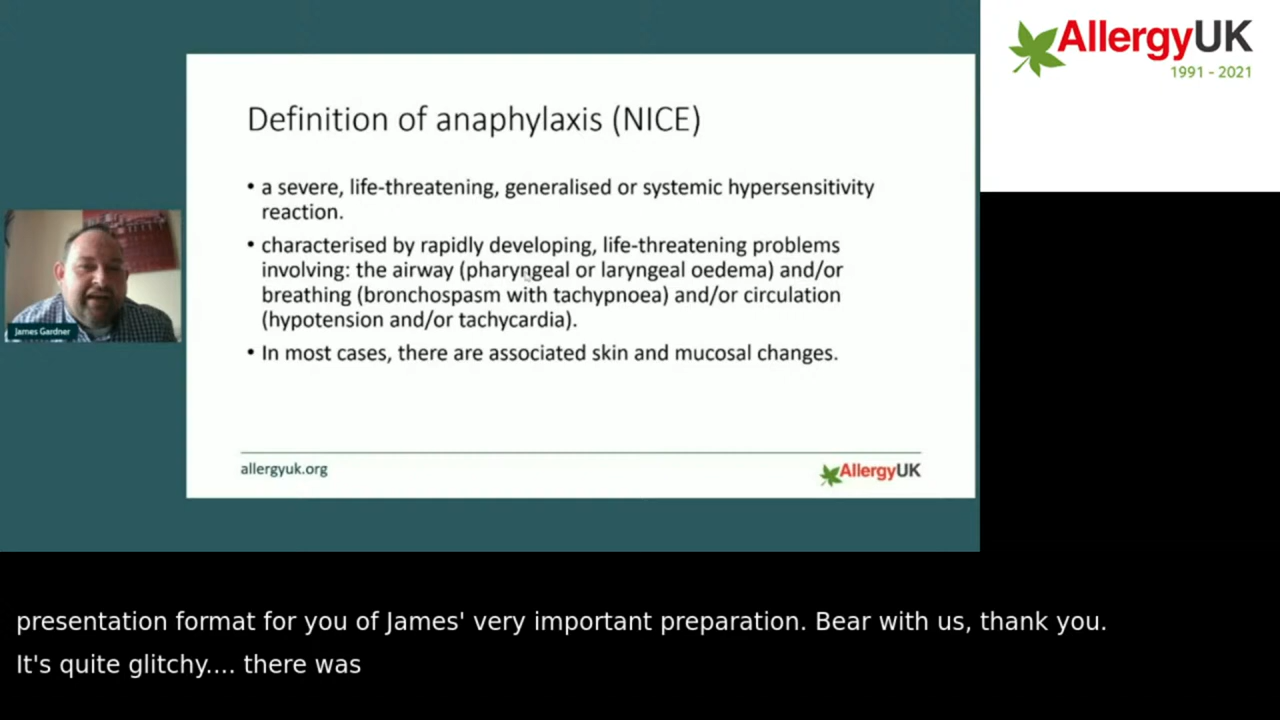 AllergyUK
1991 - 2021
Definition of anaphylaxis (NICE)
• a severe, life-threatening, generalised or systemic hypersensitivity
reaction.
• characterised by rapidly developing, life-threatening problems
involving: the airway (pharyngeal or laryngeal oedema) and/or
breathing (bronchospasm with tachypnoea) and/or circulation
(hypotension and/or tachycardia).
• In most cases, there are associated skin and mucosal changes.
James Gardner
allergyuk.org
AllergyUK
presentation format for you of James' very important preparation. Bear with us, thank you.
It's quite glitchy.... there was